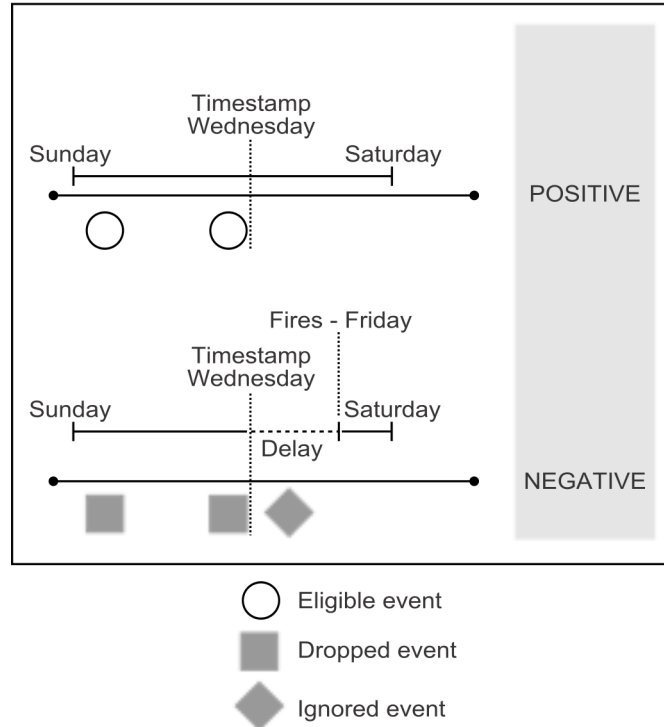 Timestamp
Wednesday
Sunday
Saturday
POSITIVE
Fires - Friday
Timestamp
Wednesday
Sunday
Saturday
Delay
NEGATIVE
Eligible event
Dropped event
Ignored event